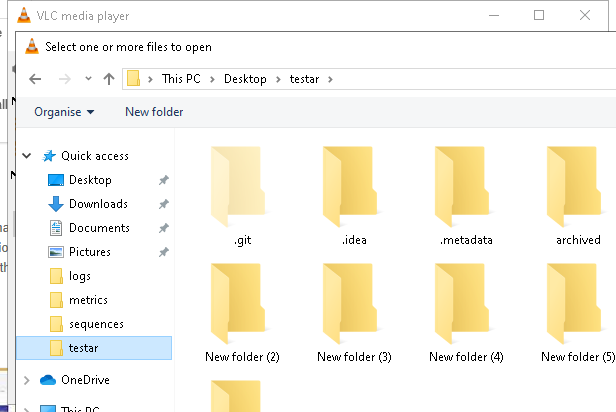 VLC media player
Select one or more files to open
This PC > Desktop > testar >
Organise
New folder
Quick access
Desktop
Downloads
Documents
Pictures
logs
metrics
sequences
testar
OneDrive
This PC
.git
.idea
.metadata
archived
New folder (2)
New folder (3)
New folder (4)
New folder (5)